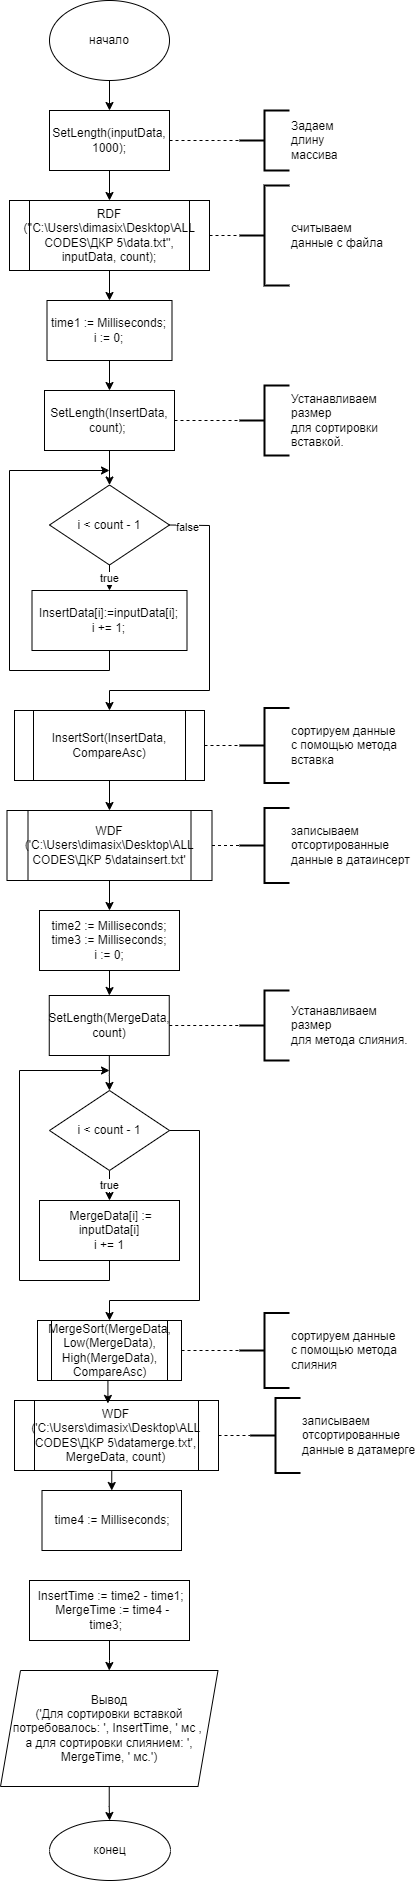 начало
SetLength(inputData,
1000);
Задаем
длину
массива
RDF
("C:\Users\dimasix\Desktop\ALL
CODES\ДКР 5\data.txt",
inputData, count);
считываем
данные с файла
time1 := Milliseconds;
i := 0;
SetLength(InsertData,
count);
Устанавливаем
размер
для сортировки
вставкой.
i < count - 1
false
true
InsertData[i]:=inputData[i];
i += 1;
InsertSort(InsertData,
CompareAsc)
сортируем данные
с помощью метода
вставка
WDF
('C:\Users\dimasix\Desktop\ALL
CODES\ДКР 5\datainsert.txt'
записываем
отсортированные
данные в датаинсерт
time2 := Milliseconds;
time3 := Milliseconds;
i := 0;
SetLength(MergeData,
count)
Устанавливаем
размер
для метода слияния.
i < count - 1
true
MergeData[i] :=
inputData[i]
i += 1
MergeSort(MergeData,
Low(MergeData),
High(MergeData),
CompareAsc)
сортируем данные
с помощью метода
слияния
WDF
('C:\Users\dimasix\Desktop\ALL
CODES\ДКР 5\datamerge.txt',
MergeData, count)
записываем
отсортированные
данные в датамерге
time4 := Milliseconds;
InsertTime := time2 - time1;
MergeTime := time4 -
time3;
Вывод
('Для сортировки вставкой
потребовалось: ', InsertTime, ' мс ,
а для сортировки слиянием: ',
MergeTime, ' мс.')
конец